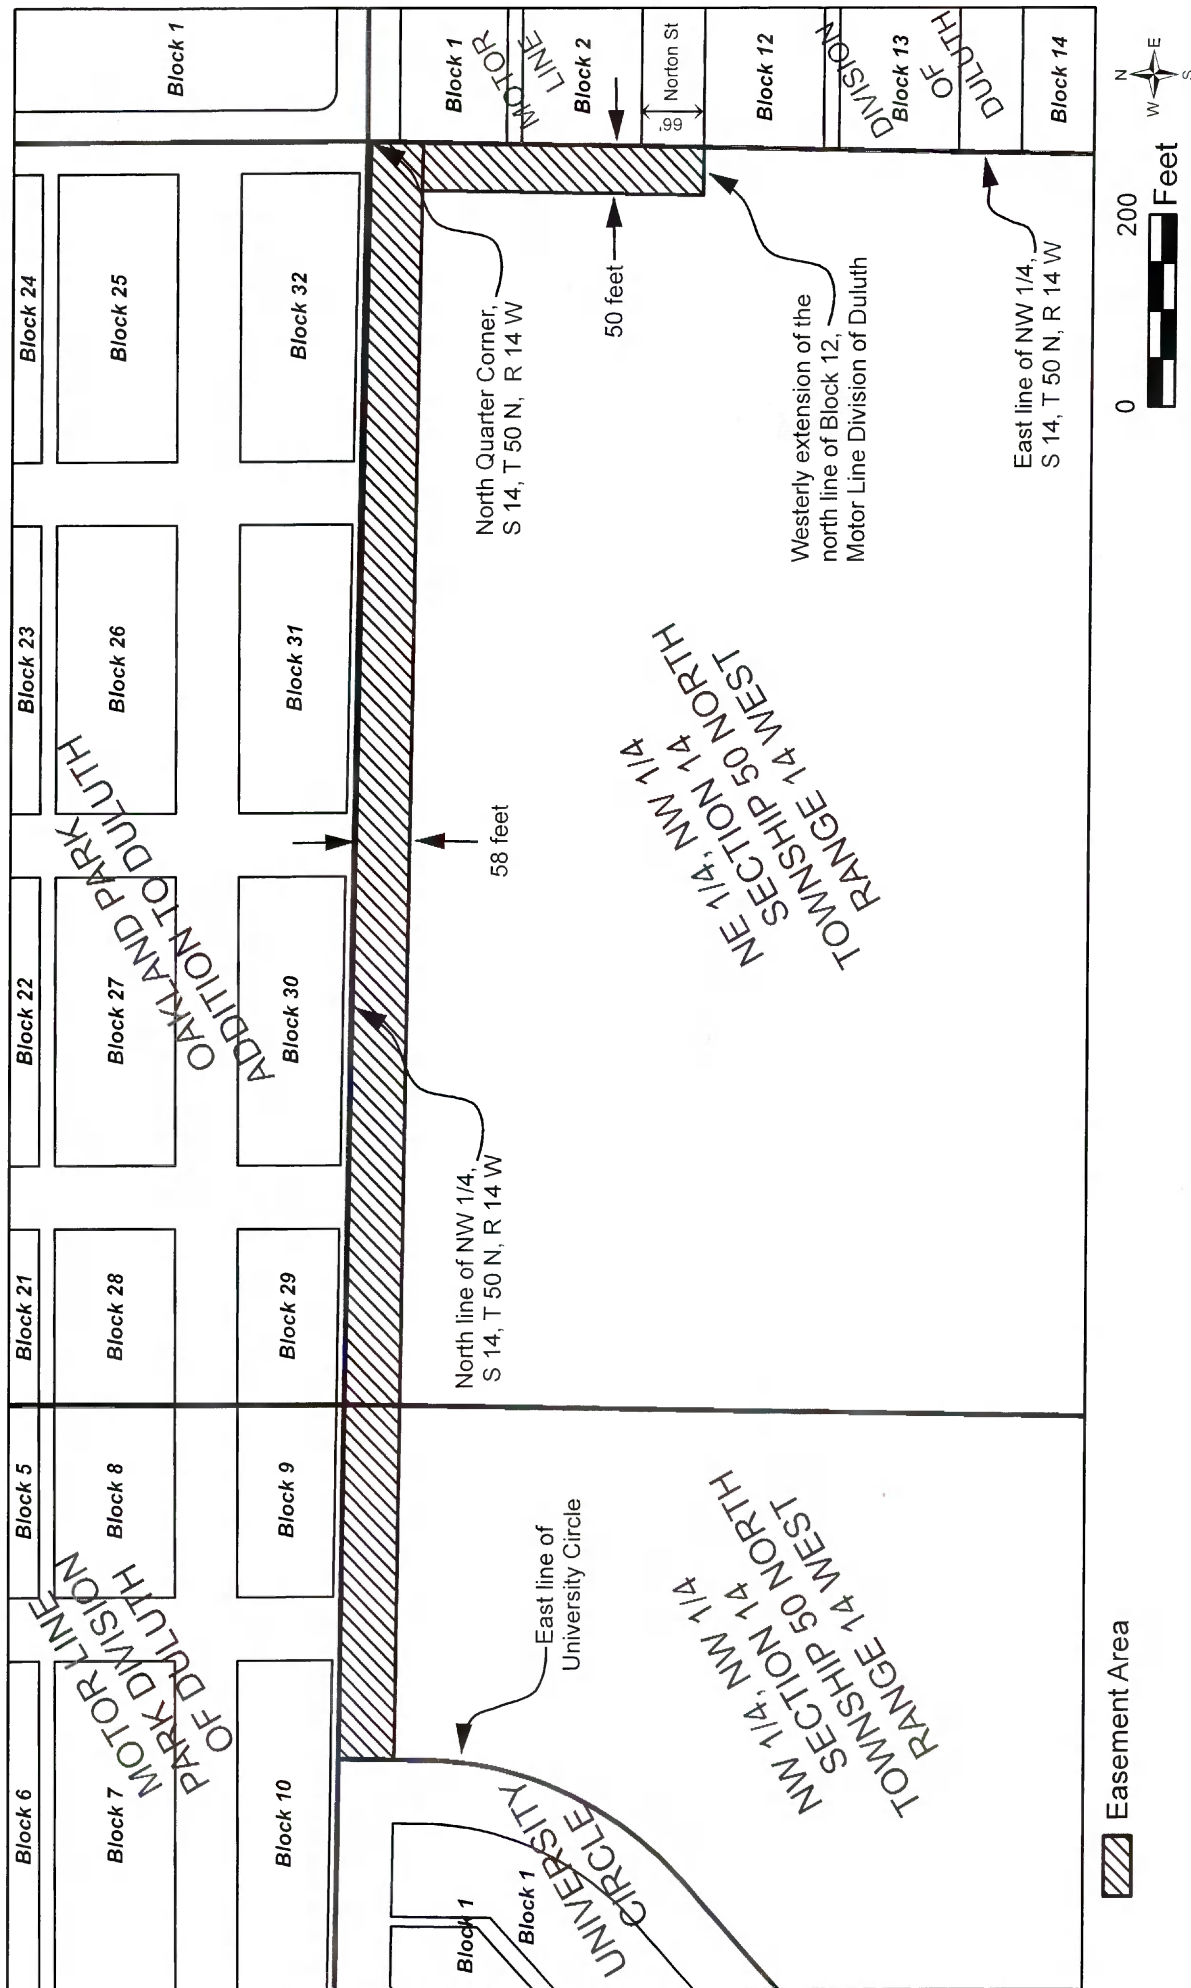 Block 6
Block 5
Block 21
Block 22
Block 23
Block 24
Block 7
Block 8
Block 28
Block 27
Block 26
Block 25
Block 1
MOTOR LINE
PARK DIVISION
OF DULUTH
OAKLAND PARK
ADDITION TO DULUTH
Block 10
Block 9
Block 29
Block 30
Block 31
Block 32
Block 1
MOTOR
LINE
Block 2
Norton St
66'
Block 12
DIVISION
Block 13
OF
DULUTH
Block 14
North line of NW 1/4,
S 14, T 50 N, R 14 W
58 feet
North Quarter Corner,
S 14, T 50 N, R 14 W
50 feet
Block 1
Block 1
UNIVERSITY
CIRCLE
East line of
University Circle
NW 1/4, NW 1/4
SECTION 14
TOWNSHIP 50 NORTH
RANGE 14 WEST
NE 1/4, NW 1/4
SECTION 14
TOWNSHIP 50 NORTH
RANGE 14 WEST
Westerly extension of the
north line of Block 12,
Motor Line Division of Duluth
East line of NW 1/4,
S 14, T 50 N, R 14 W
Easement Area
0 200
Feet
N
W E
S